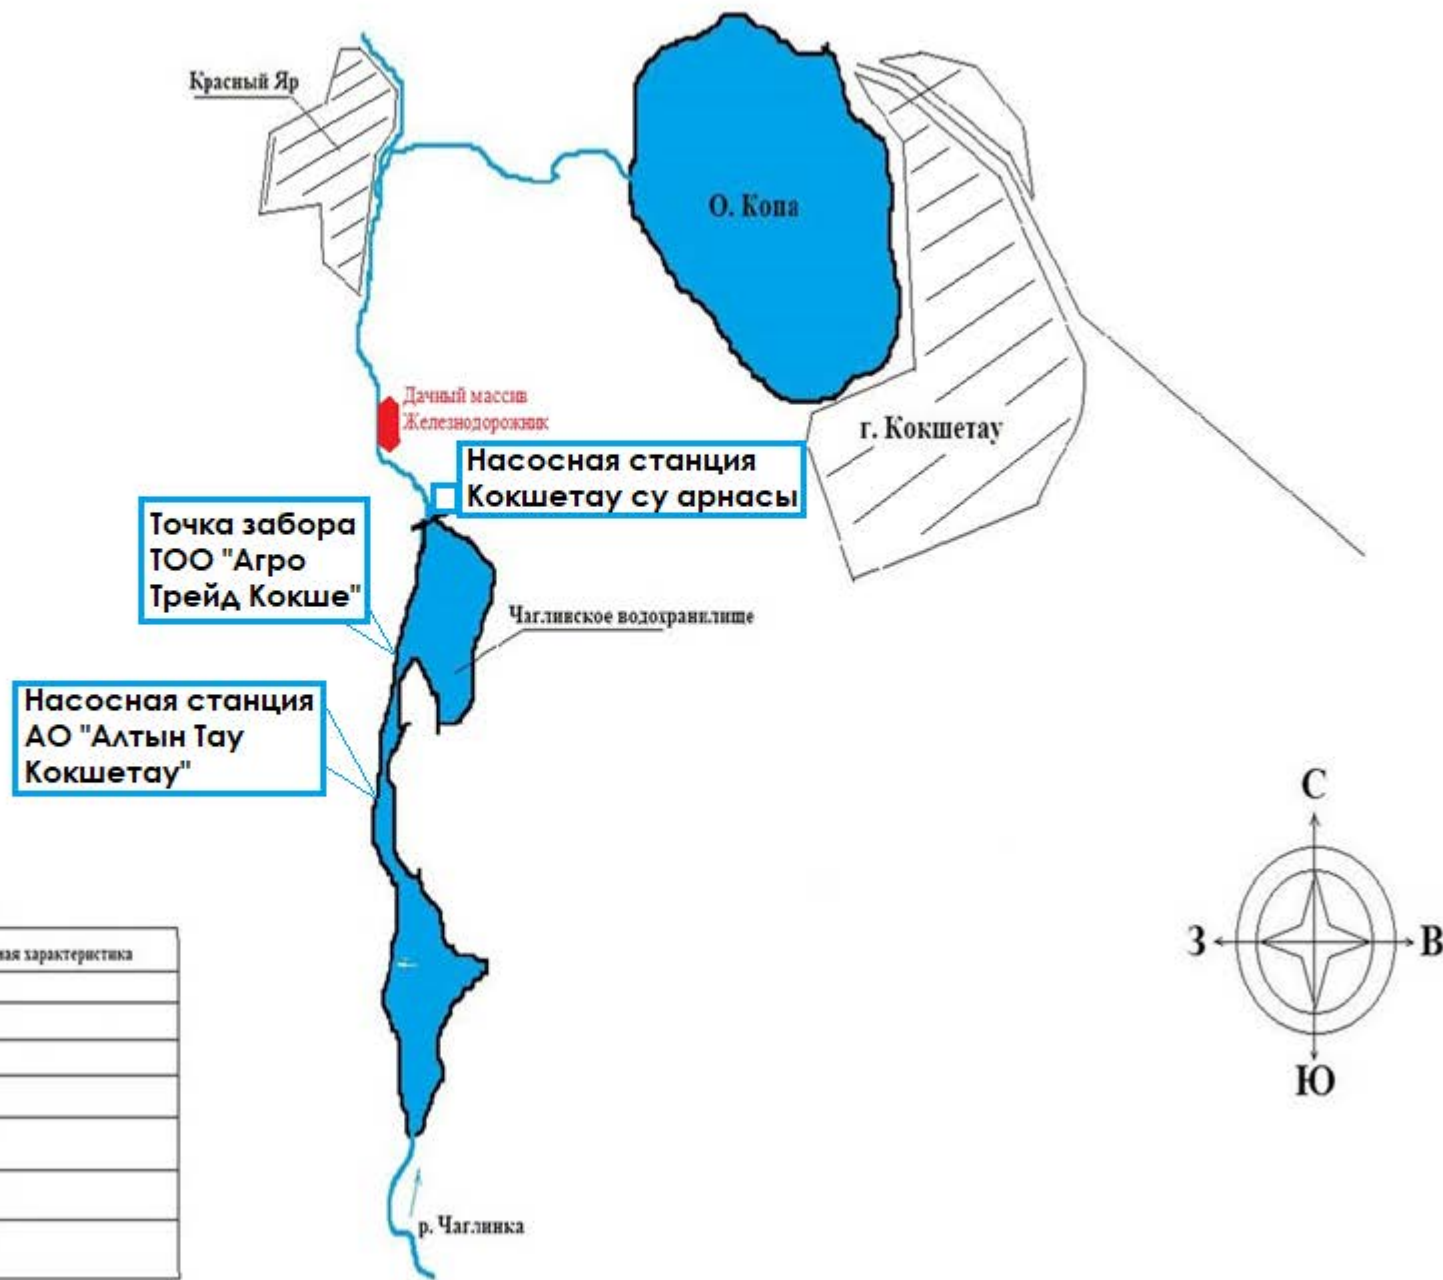 Красный Яр
О. Копа
Дачный массив
Железнодорожник
г. Кокшетау
Насосная станция
Кокшетау су арнасы
Точка забора
ТОО "Агро
Трейд Кокше"
Чаглинское водохранилище
Насосная станция
АО "Алтын Тау
Кокшетау"
С
З
В
Ю
характеристика
р. Чаглинка